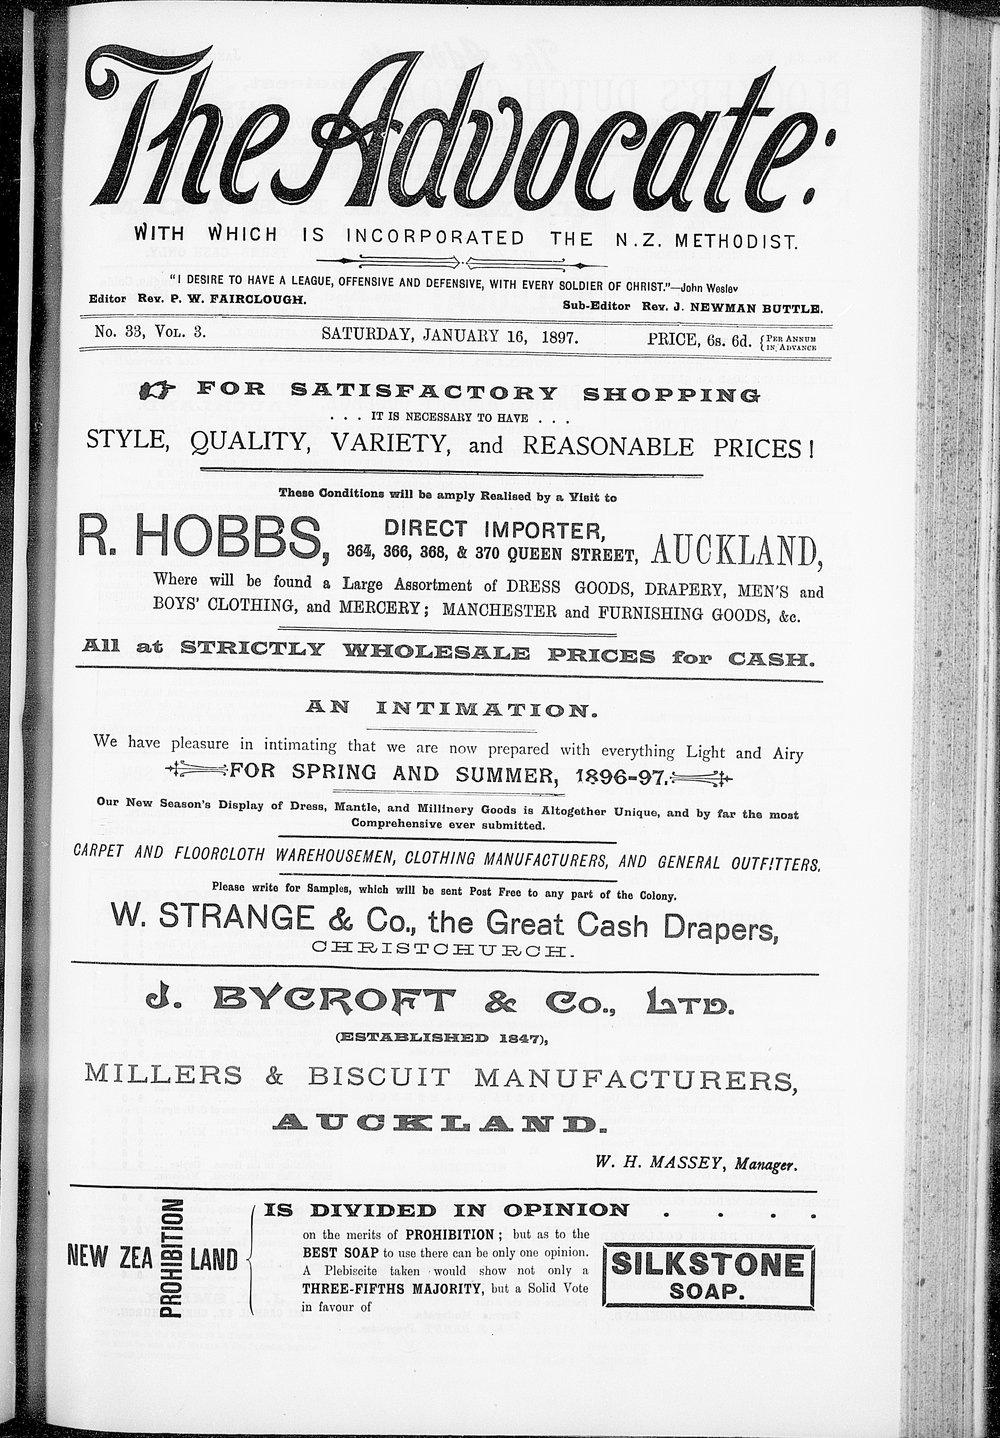 The Advocate:
WITH WHICH IS INCORPORATED THE N.Z. METHODIST.
"I DESIRE TO HAVE A LEAGUE, OFFENSIVE AND DEFENSIVE, WITH EVERY SOLDIER OF CHRIST."—John Wesley
Editor Rev. P. W. FAIRCLOUGH. Sub-Editor Rev. J. NEWMAN BUTTLE.
No. 33, VOL. 3. SATURDAY, JANUARY 16, 1897. PRICE, 6s. 6d. {PER ANNUM IN ADVANCE
FOR SATISFACTORY SHOPPING
. . . IT IS NECESSARY TO HAVE . . .
STYLE, QUALITY, VARIETY, and REASONABLE PRICES!
These Conditions will be amply Realised by a Visit to
R. HOBBS, DIRECT IMPORTER, 364, 366, 368, & 370 QUEEN STREET, AUCKLAND,
Where will be found a Large Assortment of DRESS GOODS, DRAPERY, MEN'S and
BOYS' CLOTHING, and MERCERY; MANCHESTER and FURNISHING GOODS, &c.
All at STRICTLY WHOLESALE PRICES for CASH.
AN INTIMATION.
We have pleasure in intimating that we are now prepared with everything Light and Airy
FOR SPRING AND SUMMER, 1896-97.
Our New Season's Display of Dress, Mantle, and Millinery Goods is Altogether Unique, and by far the most
Comprehensive ever submitted.
CARPET AND FLOORCLOTH WAREHOUSEMEN, CLOTHING MANUFACTURERS, AND GENERAL OUTFITTERS.
Please write for Samples, which will be sent Post Free to any part of the Colony.
W. STRANGE & Co., the Great Cash Drapers,
CHRISTCHURCH.
J. BYCROFT & Co., LTD.
(ESTABLISHED 1847),
MILLERS & BISCUIT MANUFACTURERS,
AUCKLAND.
W. H. MASSEY, Manager.
NEW ZEA LAND
PROHIBITION
IS DIVIDED IN OPINION . . . .
on the merits of PROHIBITION; but as to the
BEST SOAP to use there can be only one opinion.
A Plebiscite taken would show not only a
THREE-FIFTHS MAJORITY, but a Solid Vote
in favour of
SILKSTONE
SOAP.